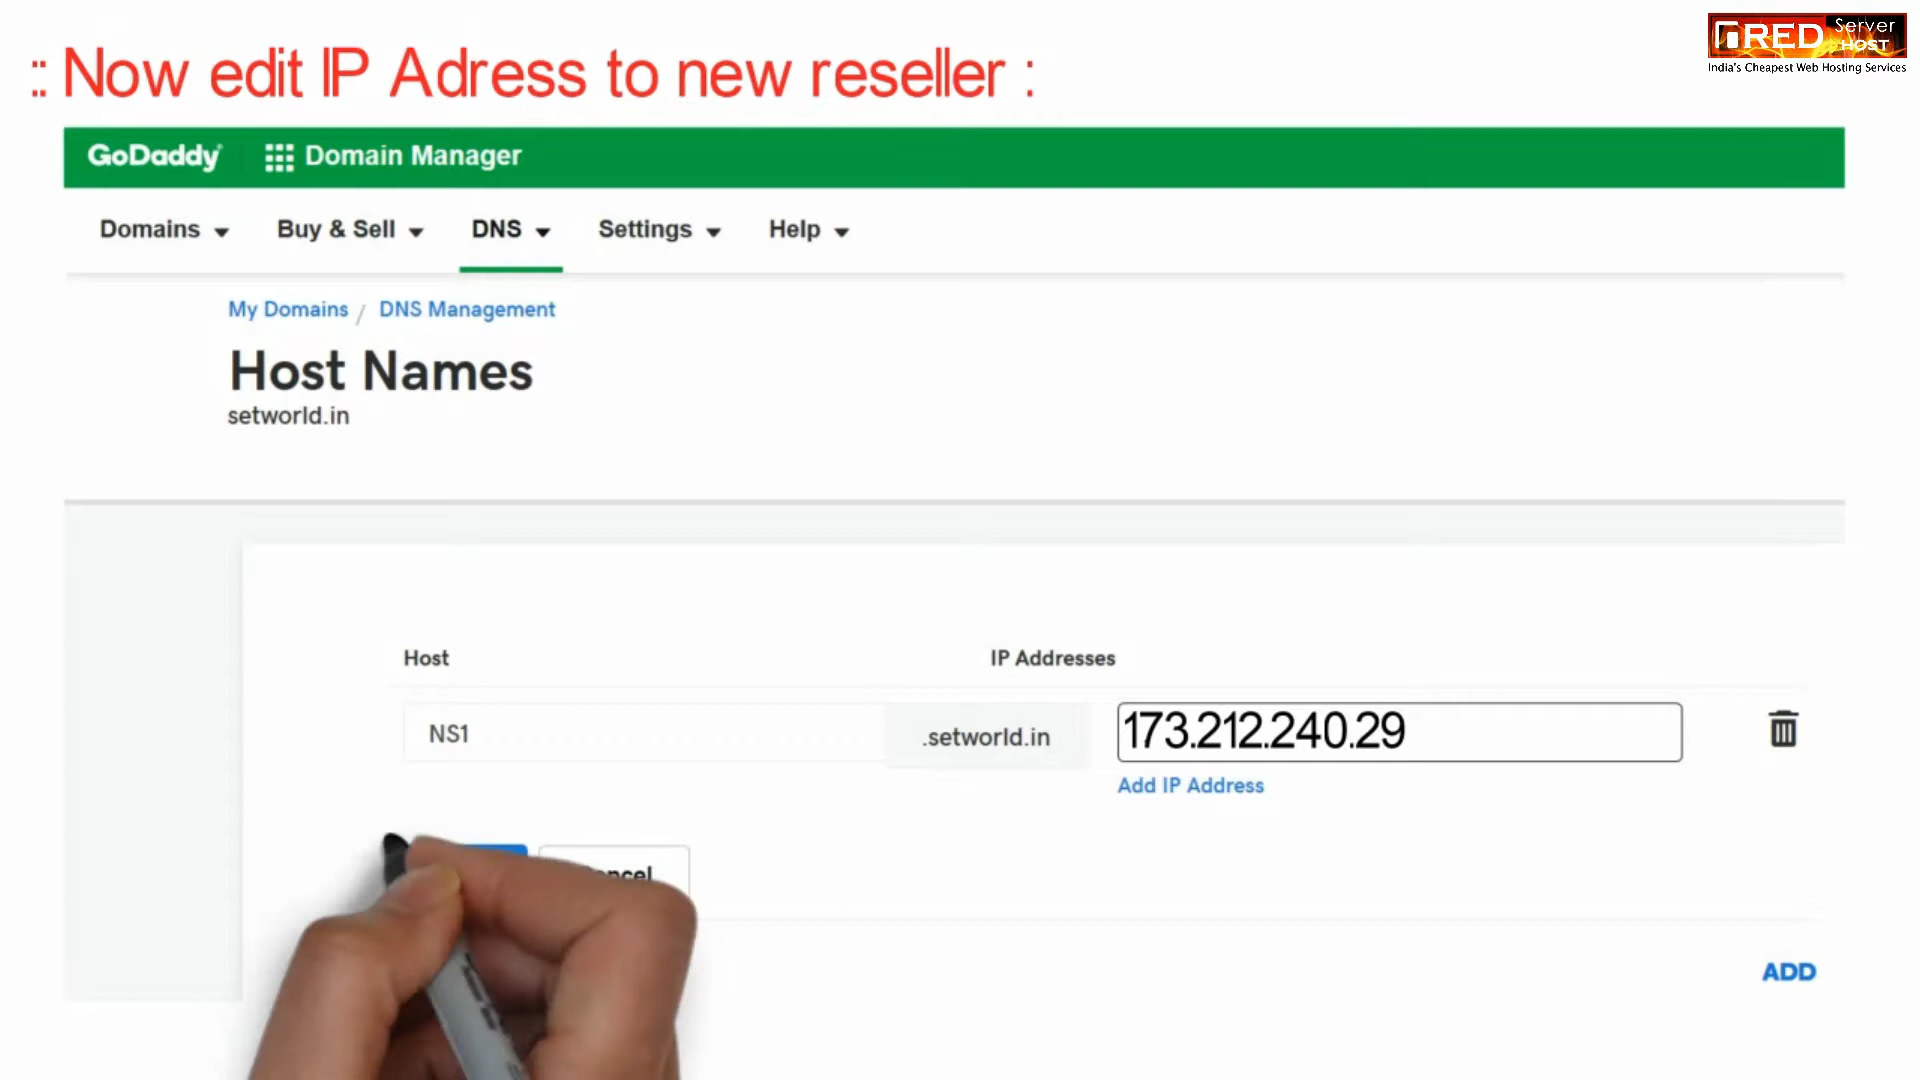 RED Server HOST
India's Cheapest Web Hosting Services
:: Now edit IP Adress to new reseller :
GoDaddy Domain Manager
Domains Buy & Sell DNS Settings Help
My Domains / DNS Management
Host Names
setworld.in
Host IP Addresses
NS1 .setworld.in 173.212.240.29
Add IP Address
ADD